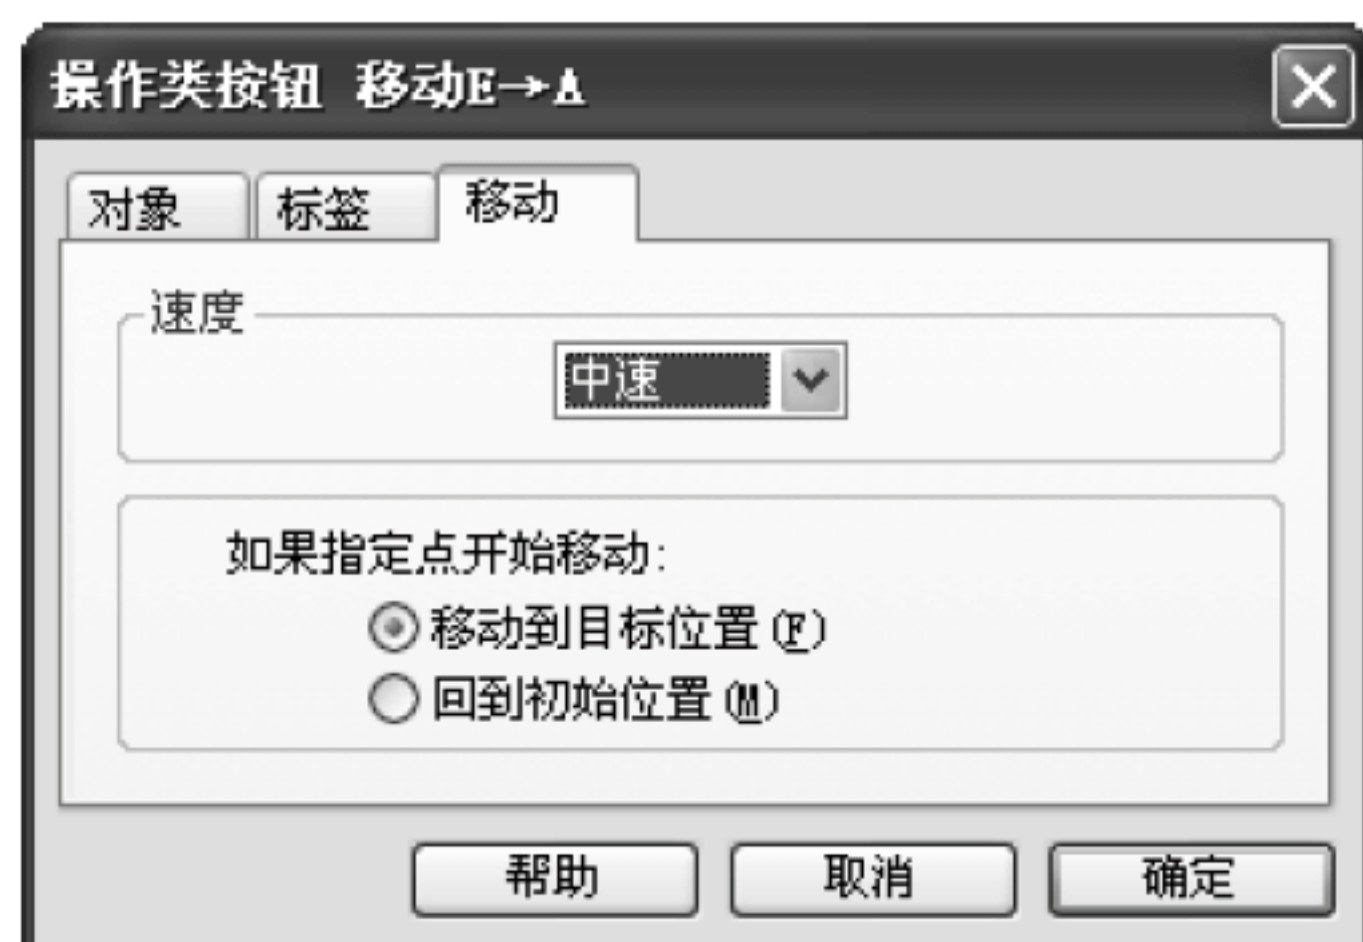 操作类按钮 移动E→A
对象 标签 移动
速度
中速
如果指定点开始移动:
移动到目标位置(F)
回到初始位置(M)
帮助 取消 确定